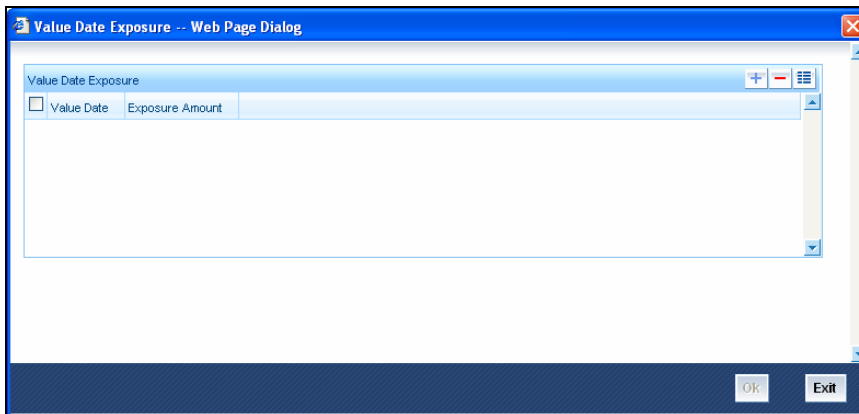 Value Date Exposure -- Web Page Dialog
Value Date Exposure
Value Date Exposure Amount
Ok Exit